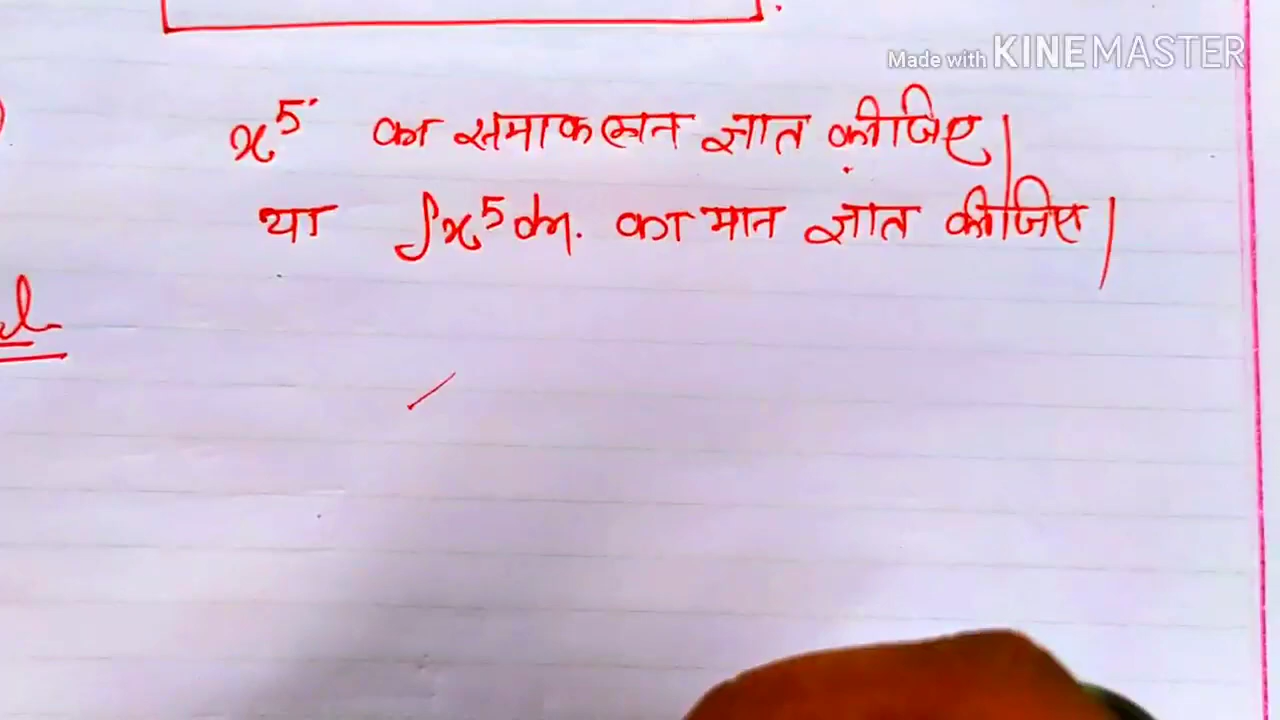 Made with KINEMASTER
x⁵ का समाकलन ज्ञात कीजिए।
या ∫x⁵dx. का मान ज्ञात कीजिए।